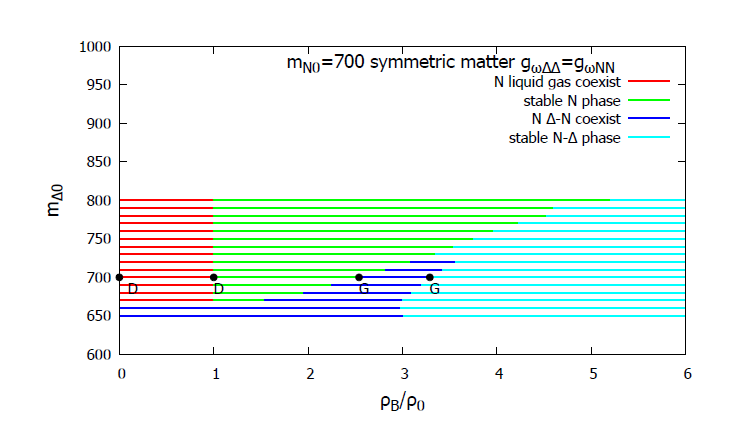 m_N0=700 symmetric matter g_ωΔΔ=g_ωNN
N liquid gas coexist
stable N phase
N Δ-N coexist
stable N-Δ phase
1000
950
900
850
800
750
700
650
600
m_Δ0
D D G G
0 1 2 3 4 5 6
ρ_B/ρ_0